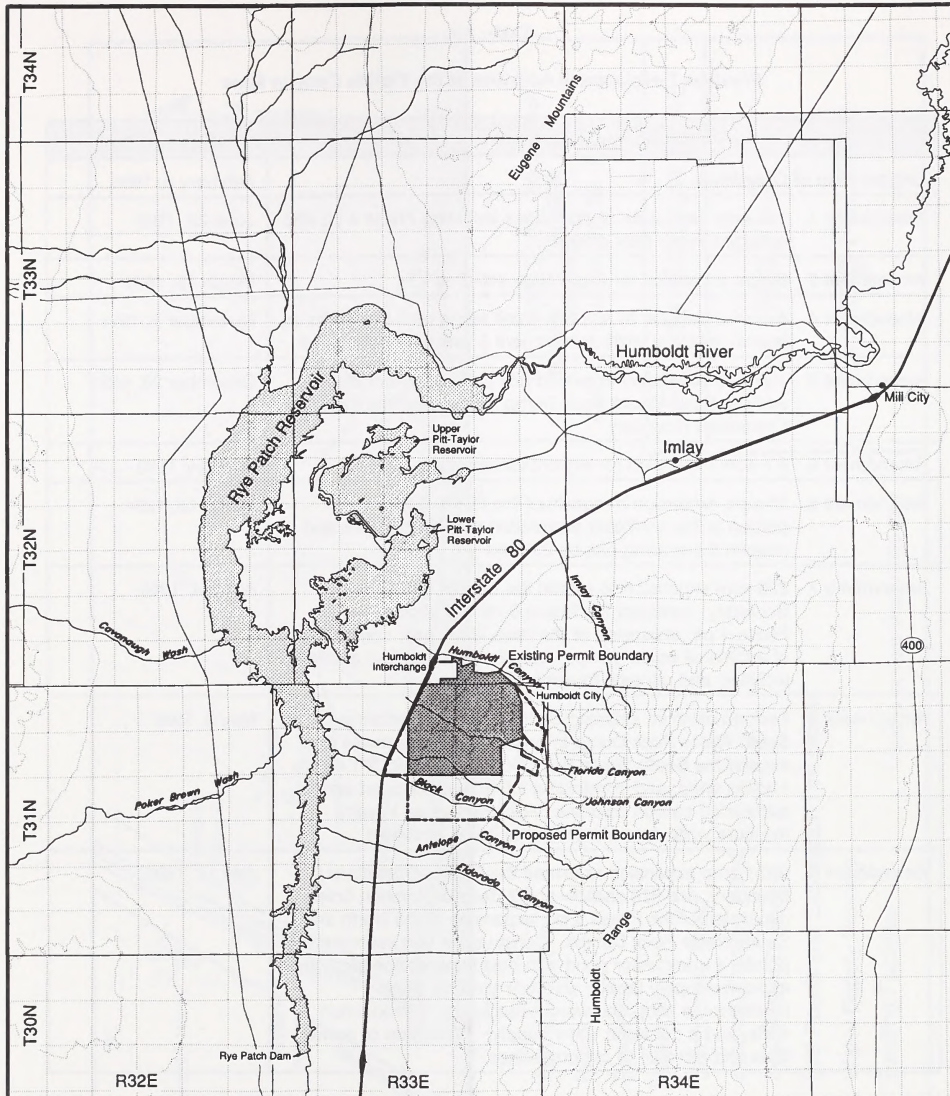 T34N
Eugene Mountains
T33N
Humboldt River
Mill City
Rye Patch Reservoir
Upper
Pitt-Taylor
Reservoir
Imlay
Lower
Pitt-Taylor
Reservoir
T32N
Interstate 80
Imlay Canyon
Cavanough Wash
Humboldt
interchange
Humboldt Canyon
Existing Permit Boundary
400
Humboldt City
Florida Canyon
Poker Brown Wash
Black Canyon
Johnson Canyon
T31N
Proposed Permit Boundary
Antelope Canyon
Eldorado Canyon
Humboldt Range
T30N
Rye Patch Dam
R32E
R33E
R34E